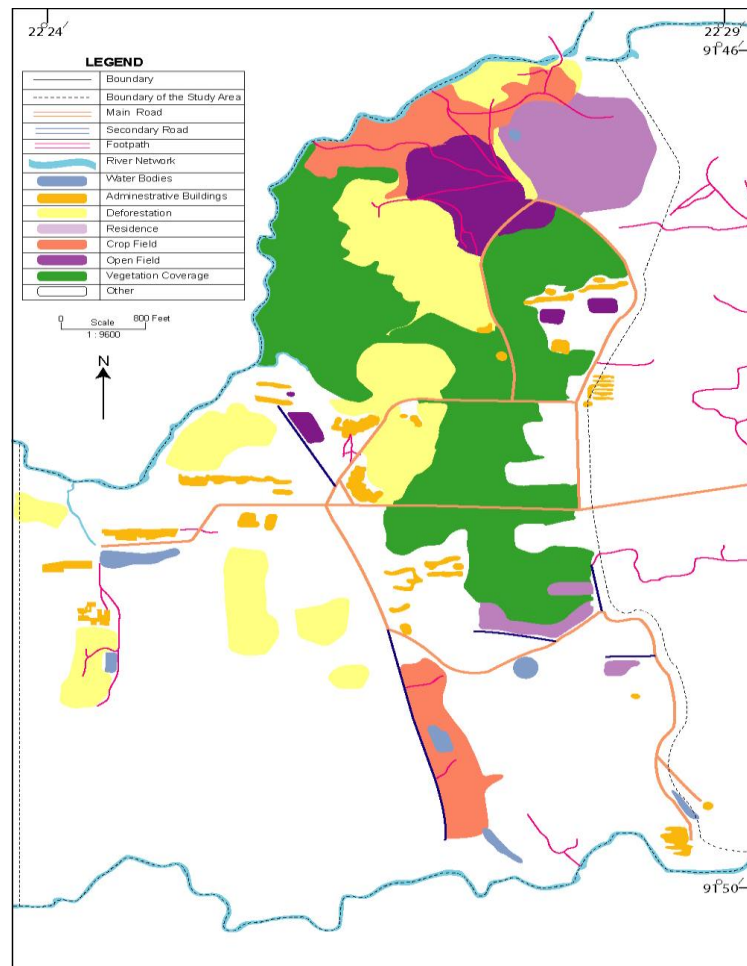 22°24′
22°29′
91°46′
LEGEND
Boundary
Boundary of the Study Area
Main Road
Secondary Road
Footpath
River Network
Water Bodies
Adminestrative Buildings
Deforestation
Residence
Crop Field
Open Field
Vegetation Coverage
Other
0 Scale 800 Feet
1 : 9600
N
91°50′